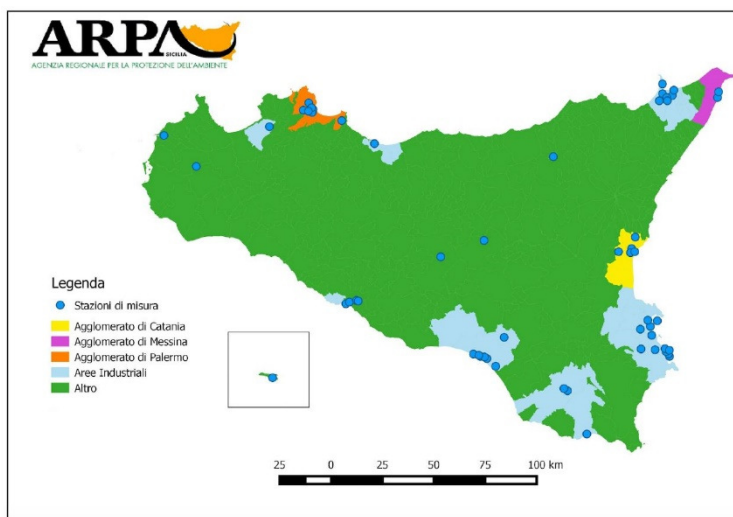 ARPA
SICILIA
AGENZIA REGIONALE PER LA PROTEZIONE DELL'AMBIENTE
Legenda
Stazioni di misura
Agglomerato di Catania
Agglomerato di Messina
Agglomerato di Palermo
Aree Industriali
Altro
25 0 25 50 75 100 km